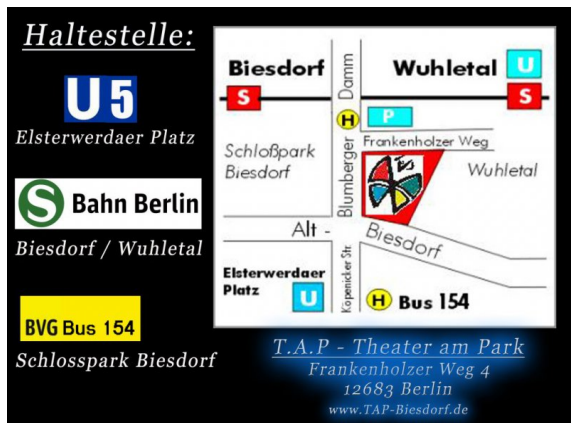 Haltestelle:
U5
Elsterwerdaer Platz
S Bahn Berlin
Biesdorf / Wuhletal
BVG Bus 154
Schlosspark Biesdorf
Biesdorf
S
Wuhletal
U
S
Blumberger Damm
H
P
Frankenholzer Weg
Schloßpark
Biesdorf
Wuhletal
Alt - Biesdorf
Elsterwerdaer
Platz
U
Köpenicker Str.
H Bus 154
T.A.P - Theater am Park
Frankenholzer Weg 4
12683 Berlin
www.TAP-Biesdorf.de